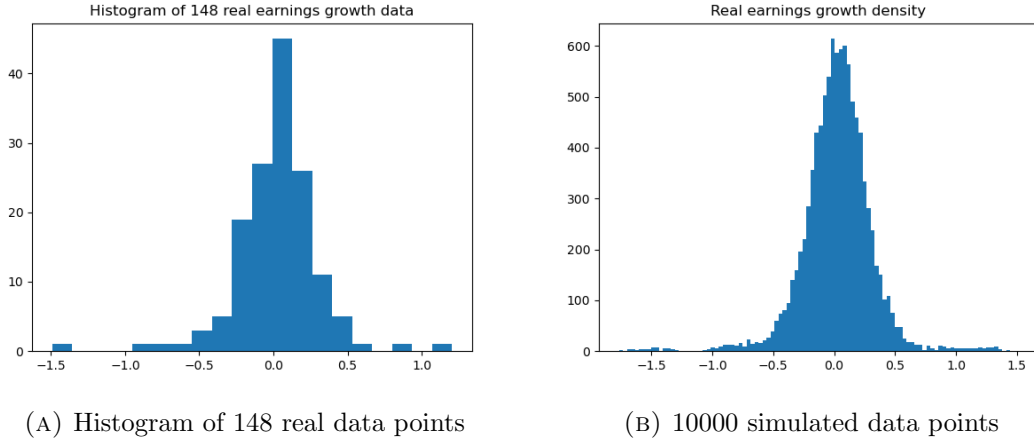 Histogram of 148 real earnings growth data
40
30
20
10
0
−1.5 −1.0 −0.5 0.0 0.5 1.0
(A) Histogram of 148 real data points
Real earnings growth density
600
500
400
300
200
100
0
−1.5 −1.0 −0.5 0.0 0.5 1.0 1.5
(B) 10000 simulated data points